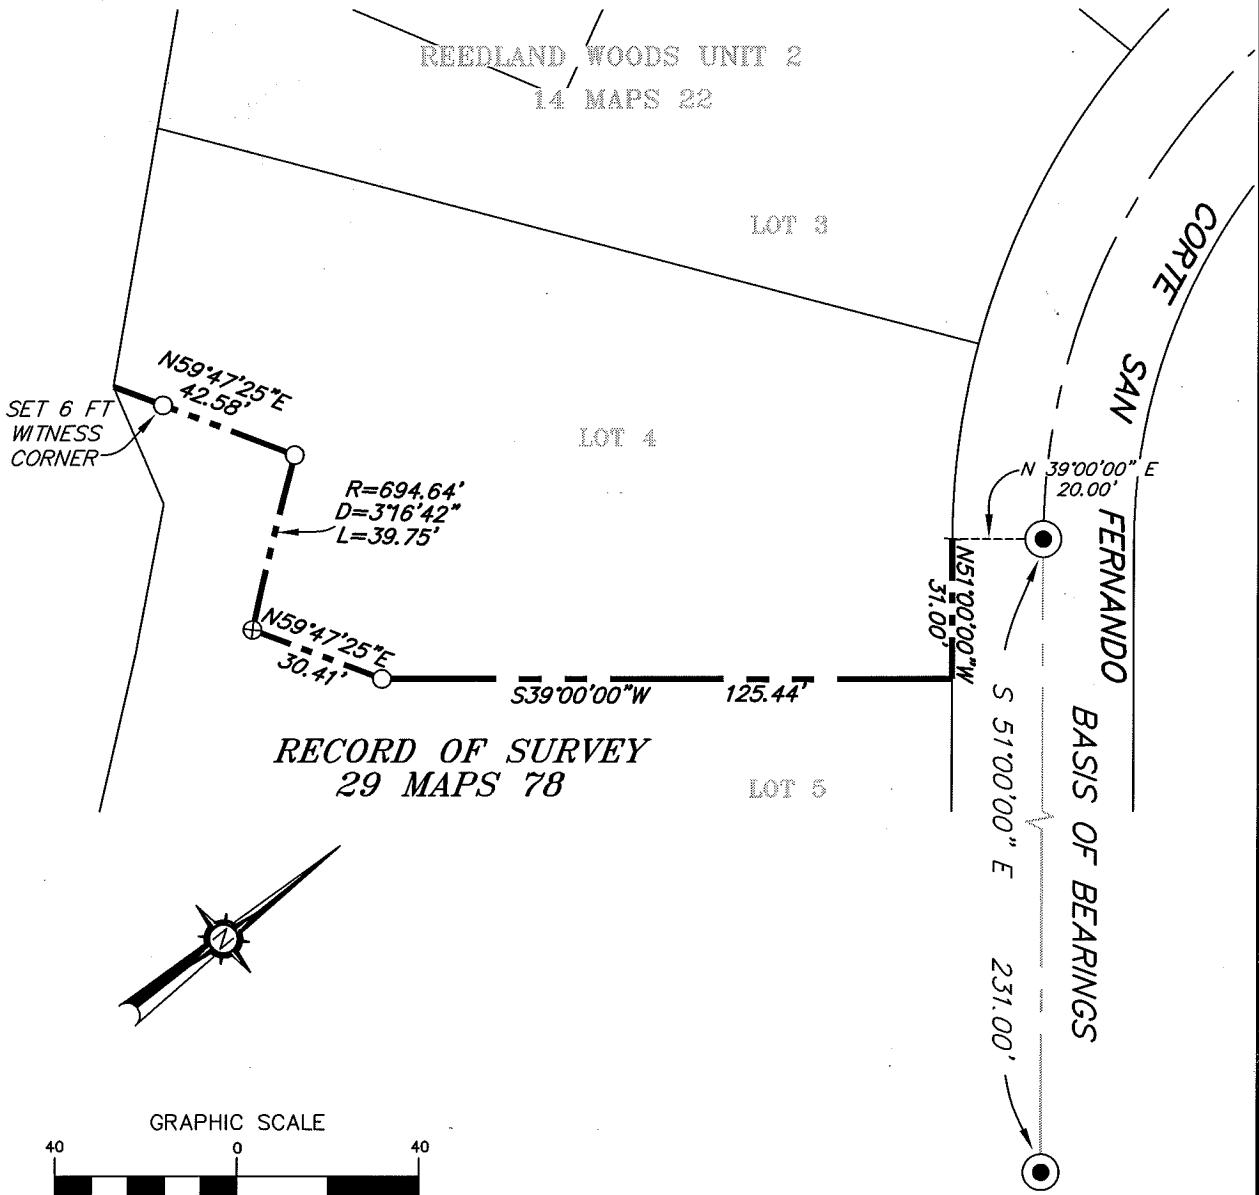 REEDLAND WOODS UNIT 2
14 MAPS 22
LOT 3
CORTE SAN FERNANDO
N59°47'25"E
42.58'
SET 6 FT
WITNESS
CORNER
LOT 4
R=694.64'
D=3°16'42"
L=39.75'
N 39°00'00" E
20.00'
N51°00'00"W
31.00'
N59°47'25"E
30.41'
S39°00'00"W 125.44'
RECORD OF SURVEY
29 MAPS 78
LOT 5
S 51°00'00" E 231.00'
BASIS OF BEARINGS
N
GRAPHIC SCALE
40 0 40